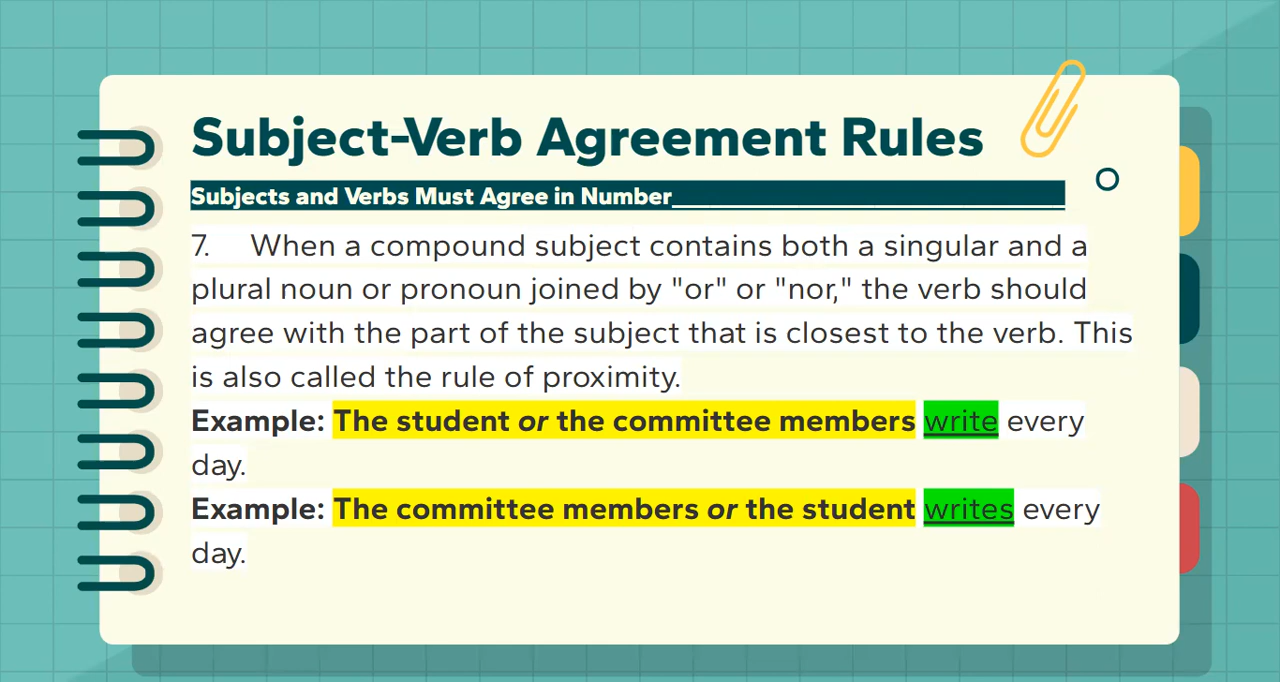 Subject-Verb Agreement Rules
Subjects and Verbs Must Agree in Number
7. When a compound subject contains both a singular and a
plural noun or pronoun joined by "or" or "nor," the verb should
agree with the part of the subject that is closest to the verb. This
is also called the rule of proximity.
Example: The student or the committee members write every
day.
Example: The committee members or the student writes every
day.